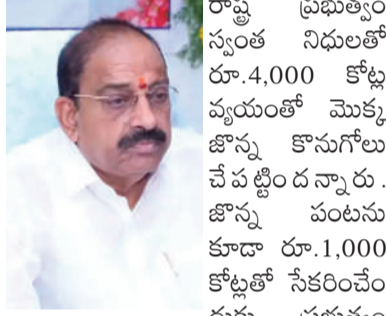 రాష్ట్ర ప్రభుత్వం
స్వంత నిధులతో
రూ.4,000 కోట్ల
వ్యయంతో మొక్క
జొన్న కొనుగోలు
చేపట్టిందన్నారు.
జొన్న పంటను
కూడా రూ.1,000
కోట్లతో సేకరించేం